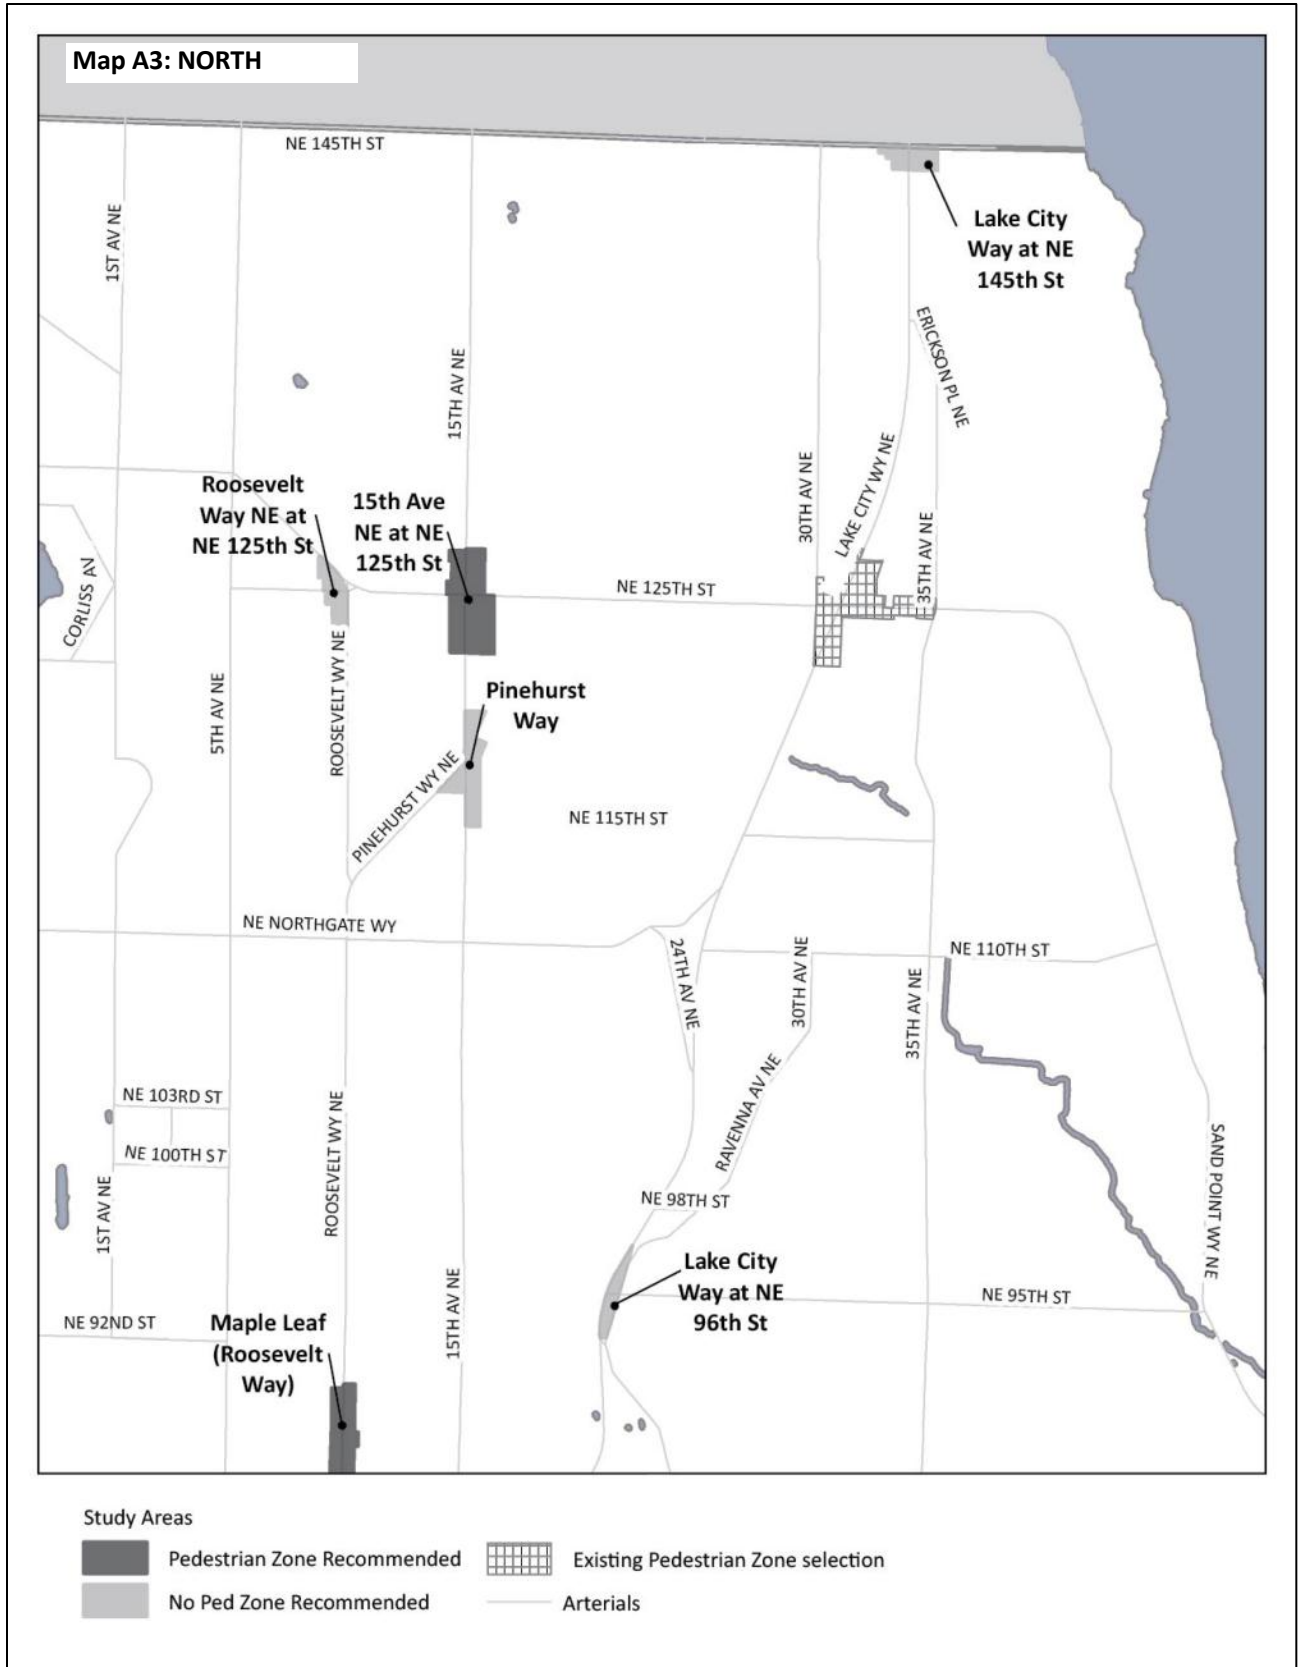 Map A3: NORTH
NE 145TH ST
1ST AV NE
Lake City
Way at NE
145th St
ERICKSON PL NE
15TH AV NE
30TH AV NE
LAKE CITY WY NE
35TH AV NE
Roosevelt
Way NE at
NE 125th St
15th Ave
NE at NE
125th St
CORLISS AV
NE 125TH ST
5TH AV NE
ROOSEVELT WY NE
Pinehurst
Way
PINEHURST WY NE
NE 115TH ST
NE NORTHGATE WY
24TH AV NE
30TH AV NE
NE 110TH ST
35TH AV NE
RAVENNA AV NE
NE 103RD ST
NE 100TH ST
1ST AV NE
ROOSEVELT WY NE
NE 98TH ST
SAND POINT WY NE
Lake City
Way at NE
96th St
NE 95TH ST
NE 92ND ST
Maple Leaf
(Roosevelt
Way)
15TH AV NE
Study Areas
Pedestrian Zone Recommended
Existing Pedestrian Zone selection
No Ped Zone Recommended
Arterials